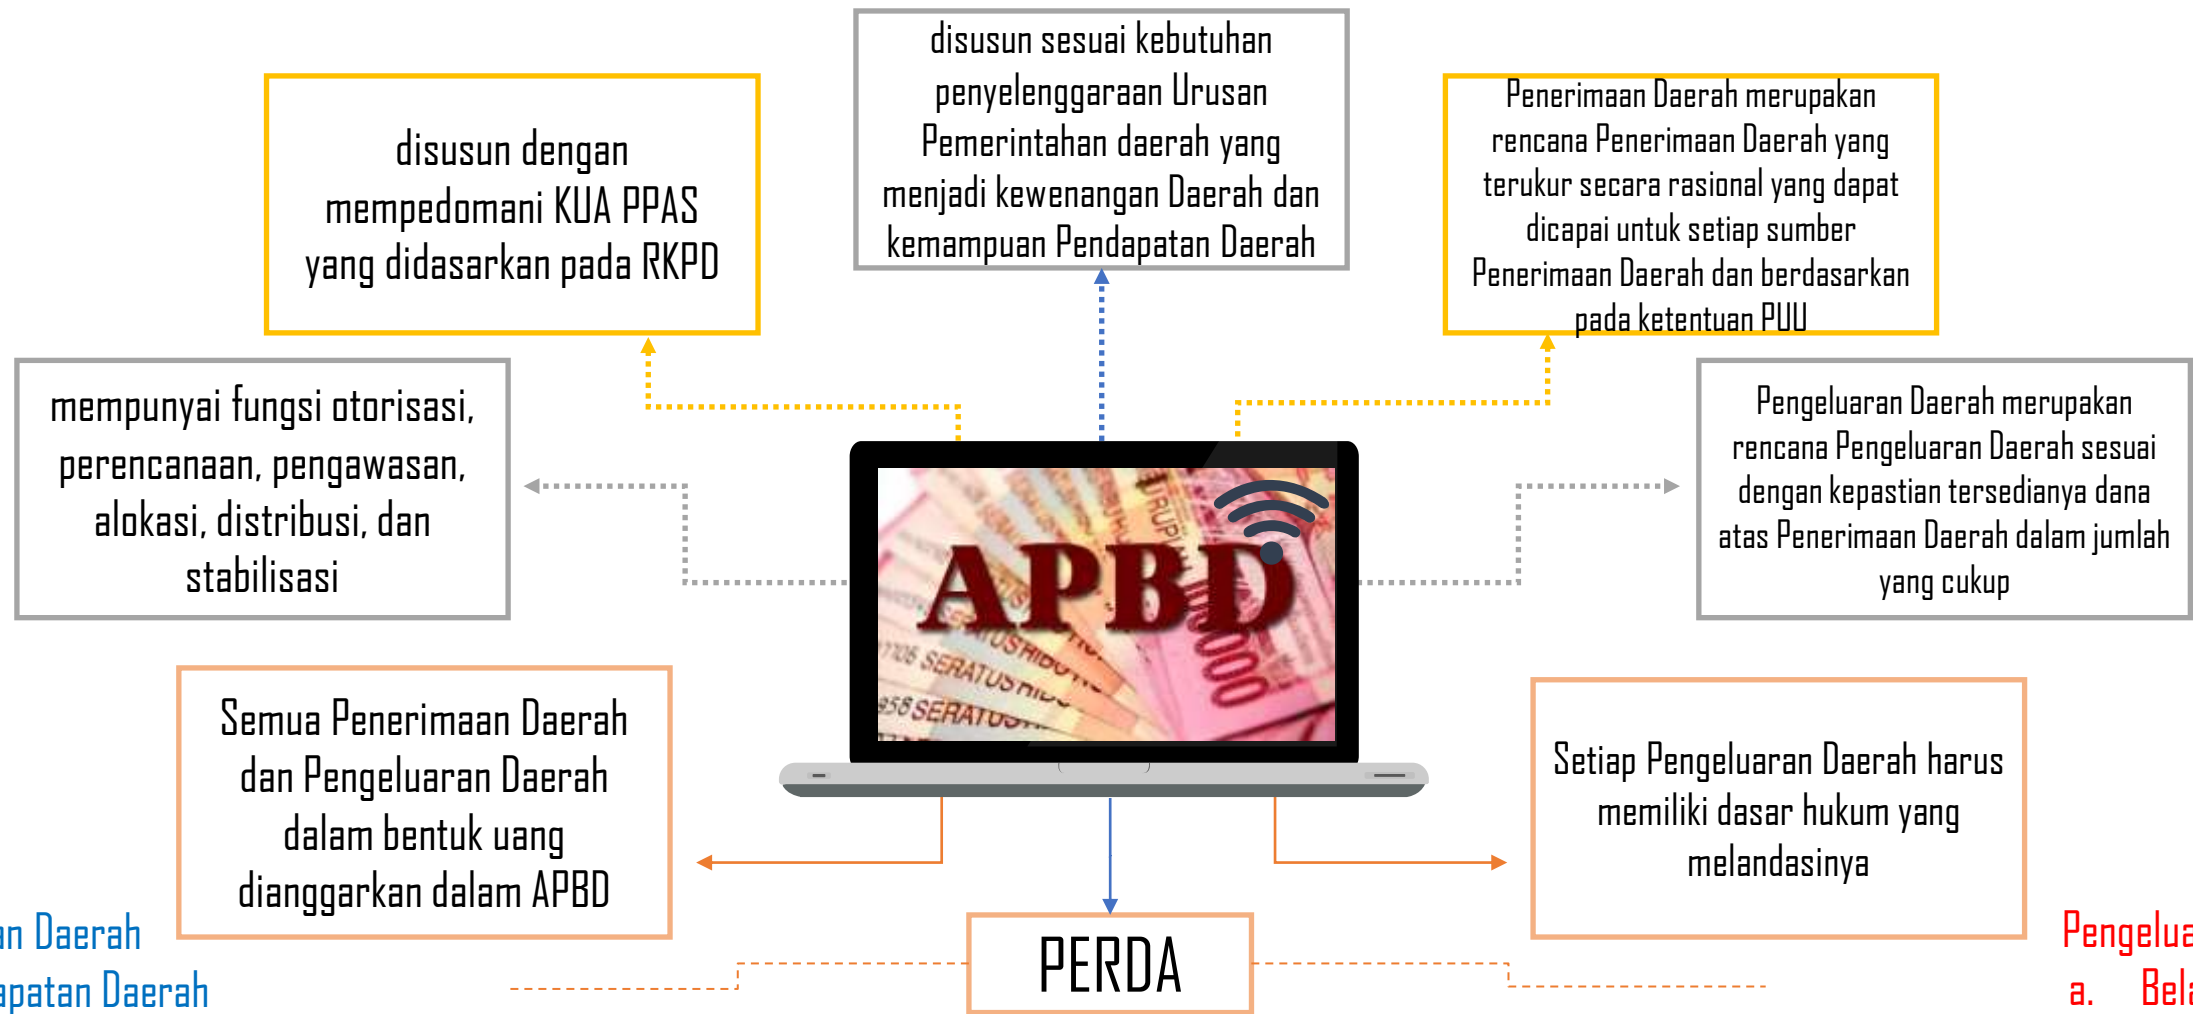 disusun sesuai kebutuhan
penyelenggaraan Urusan
Pemerintahan daerah yang
menjadi kewenangan Daerah dan
kemampuan Pendapatan Daerah
disusun dengan
mempedomani KUA PPAS
yang didasarkan pada RKPD
Penerimaan Daerah merupakan
rencana Penerimaan Daerah yang
terukur secara rasional yang dapat
dicapai untuk setiap sumber
Penerimaan Daerah dan berdasarkan
pada ketentuan PUU
mempunyai fungsi otorisasi,
perencanaan, pengawasan,
alokasi, distribusi, dan
stabilisasi
Pengeluaran Daerah merupakan
rencana Pengeluaran Daerah sesuai
dengan kepastian tersedianya dana
atas Penerimaan Daerah dalam jumlah
yang cukup
APBD
SERATUS RIBU
SERATUS
Semua Penerimaan Daerah
dan Pengeluaran Daerah
dalam bentuk uang
dianggarkan dalam APBD
Setiap Pengeluaran Daerah harus
memiliki dasar hukum yang
melandasinya
PERDA
an Daerah
apatan Daerah
Pengelua
a. Bela